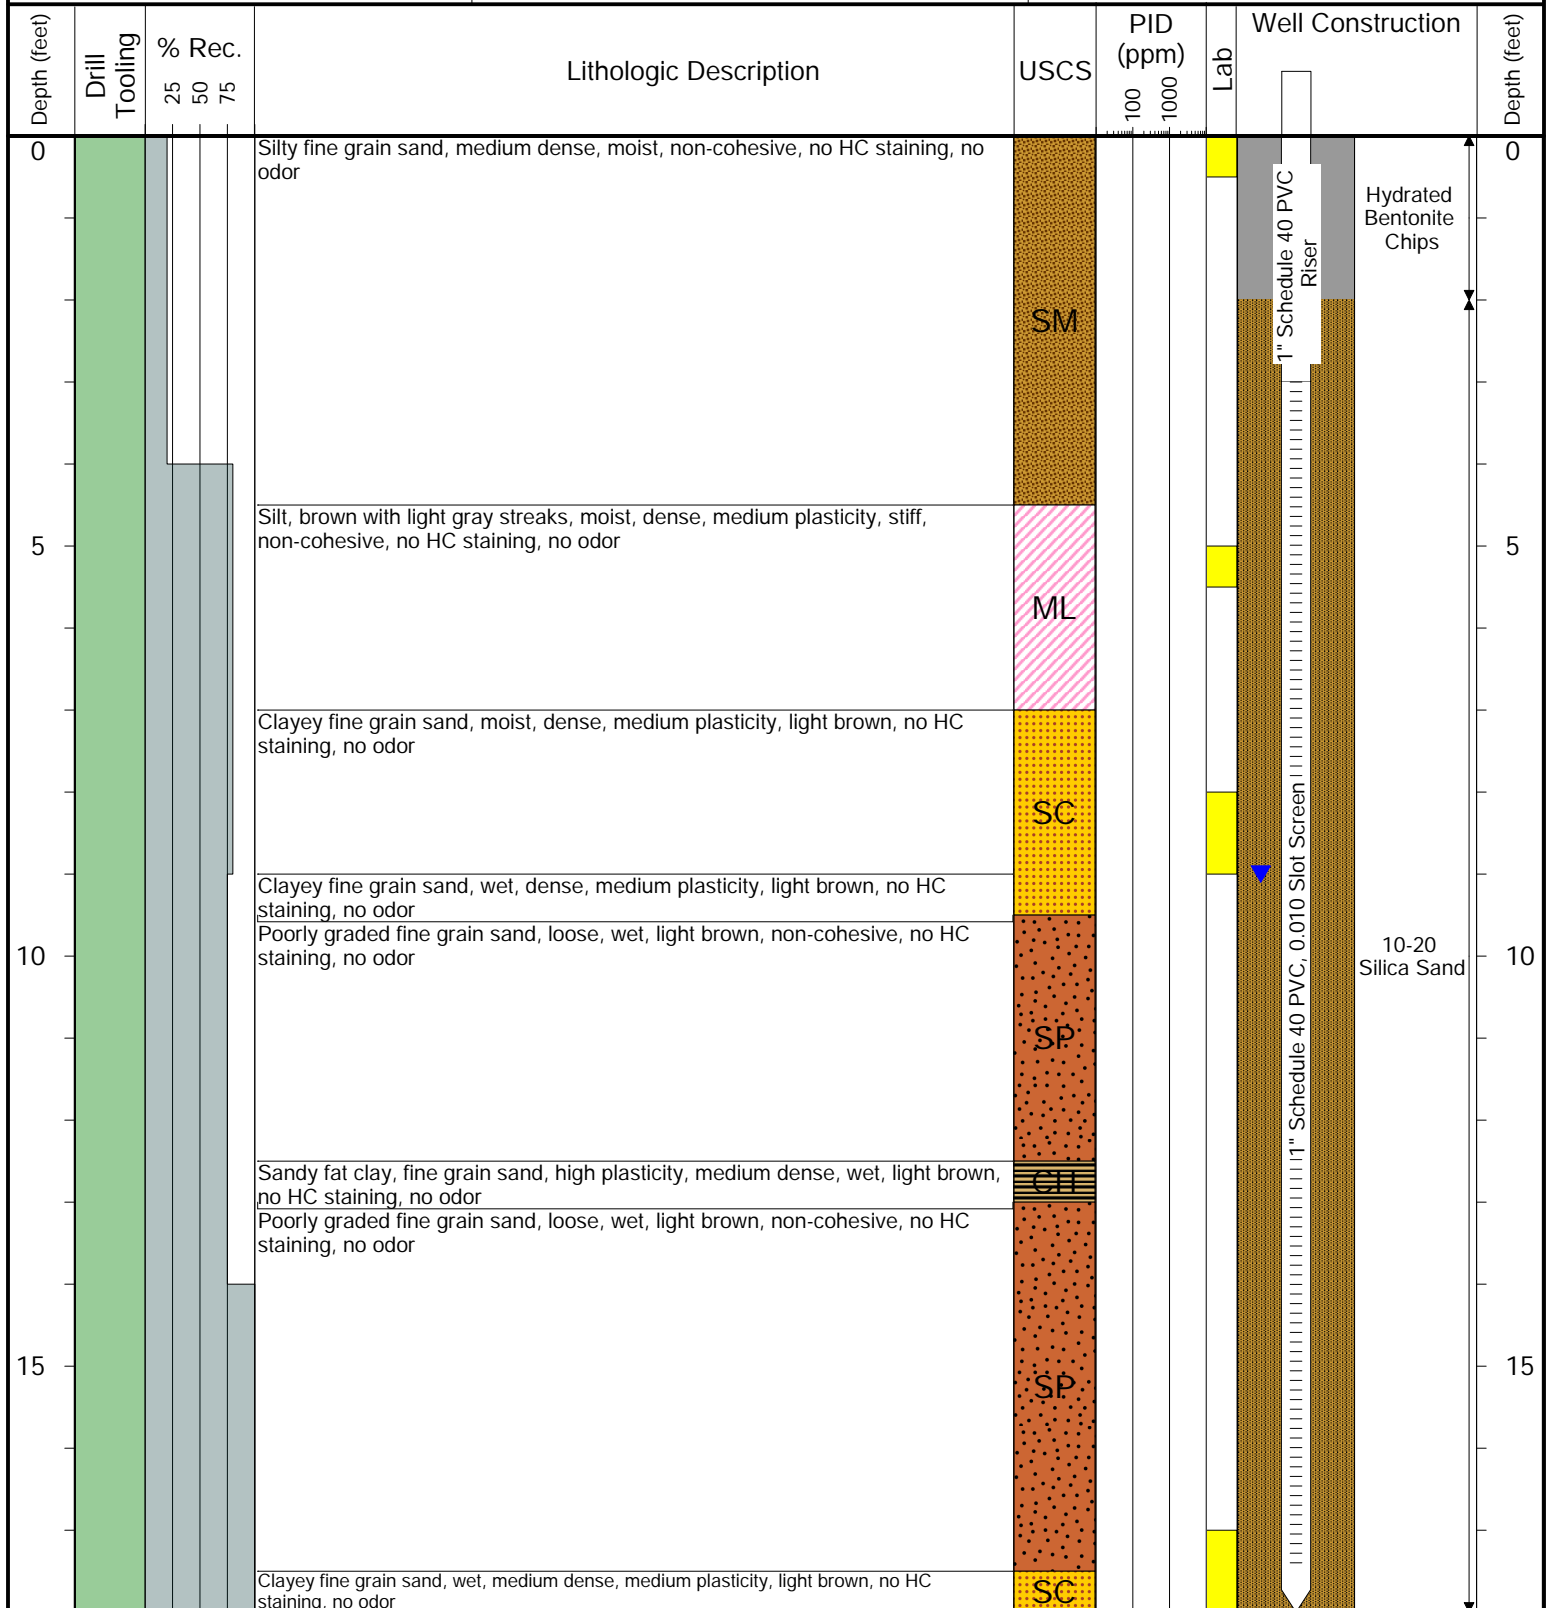 Depth (feet)
Drill
Tooling
% Rec.
25
50
75
Lithologic Description
USCS
PID
(ppm)
100
1000
Lab
Well Construction
Depth (feet)
0
Silty fine grain sand, medium dense, moist, non-cohesive, no HC staining, no
odor
SM
1" Schedule 40 PVC
Riser
Hydrated
Bentonite
Chips
0
Silt, brown with light gray streaks, moist, dense, medium plasticity, stiff,
non-cohesive, no HC staining, no odor
5
ML
5
Clayey fine grain sand, moist, dense, medium plasticity, light brown, no HC
staining, no odor
SC
Clayey fine grain sand, wet, dense, medium plasticity, light brown, no HC
staining, no odor
Poorly graded fine grain sand, loose, wet, light brown, non-cohesive, no HC
staining, no odor
10
SP
1" Schedule 40 PVC, 0.010 Slot Screen
10-20
Silica Sand
10
Sandy fat clay, fine grain sand, high plasticity, medium dense, wet, light brown,
no HC staining, no odor
CH
Poorly graded fine grain sand, loose, wet, light brown, non-cohesive, no HC
staining, no odor
15
SP
15
Clayey fine grain sand, wet, medium dense, medium plasticity, light brown, no HC
staining, no odor
SC